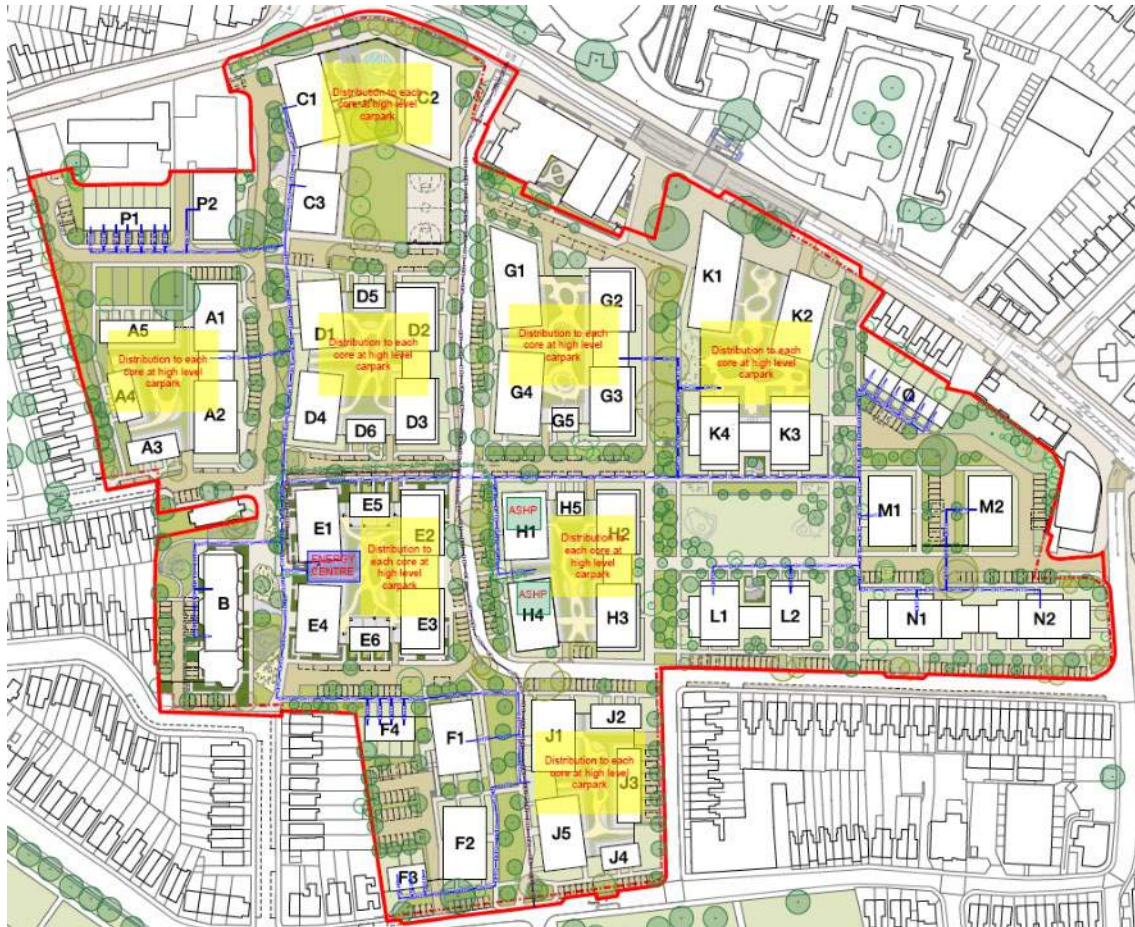 C1
C2
Distribution to each
core at high level
carpark
C3
P1
P2
G1
G2
K1
K2
D5
D1
D2
Distribution to each
core at high level
carpark
A5
A1
Distribution to each
core at high level
carpark
A4
A2
A3
D4
D3
D6
Distribution to each
core at high level
carpark
G4
G3
G5
Distribution to each
core at high level
carpark
K4
K3
O
E1
E5
E2
Distribution to each
core at high level
carpark
ENERGY
CENTRE
E4
E6
E3
B
ASHP
H1
H5
H2
Distribution to each
core at high level
carpark
ASHP
H4
H3
M1
M2
L1
L2
N1
N2
F4
F1
F2
F3
J1
J2
Distribution to each
core at high level
carpark
J3
J5
J4